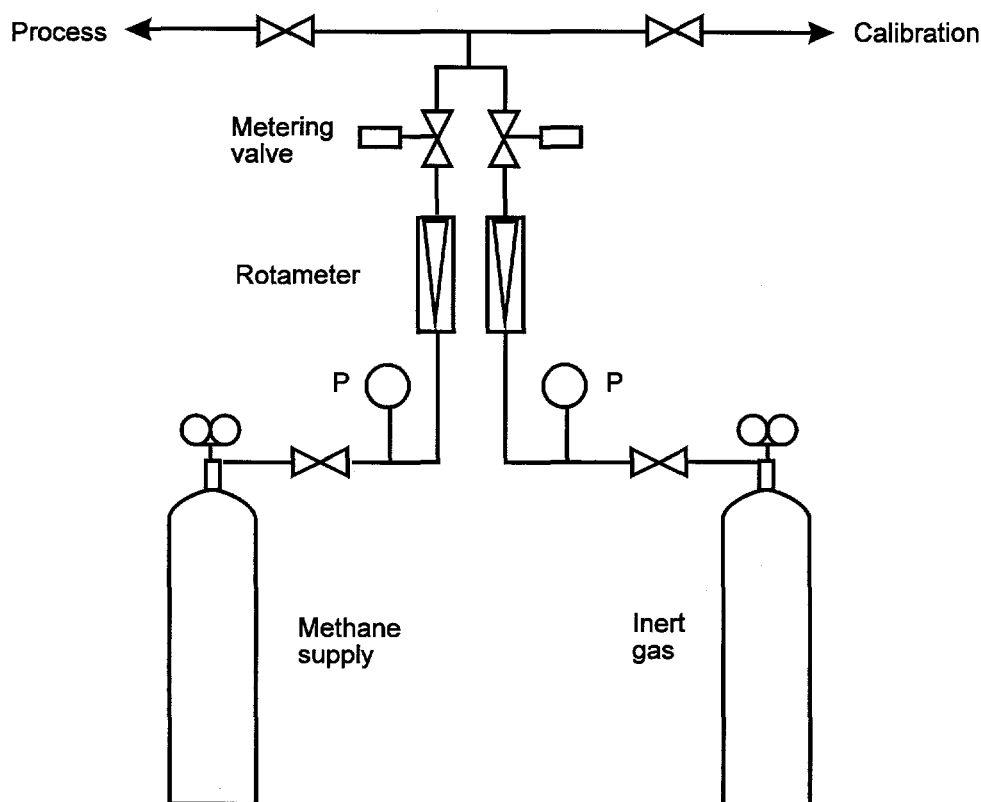 Process
Calibration
Metering
valve
Rotameter
P
P
Methane
supply
Inert
gas